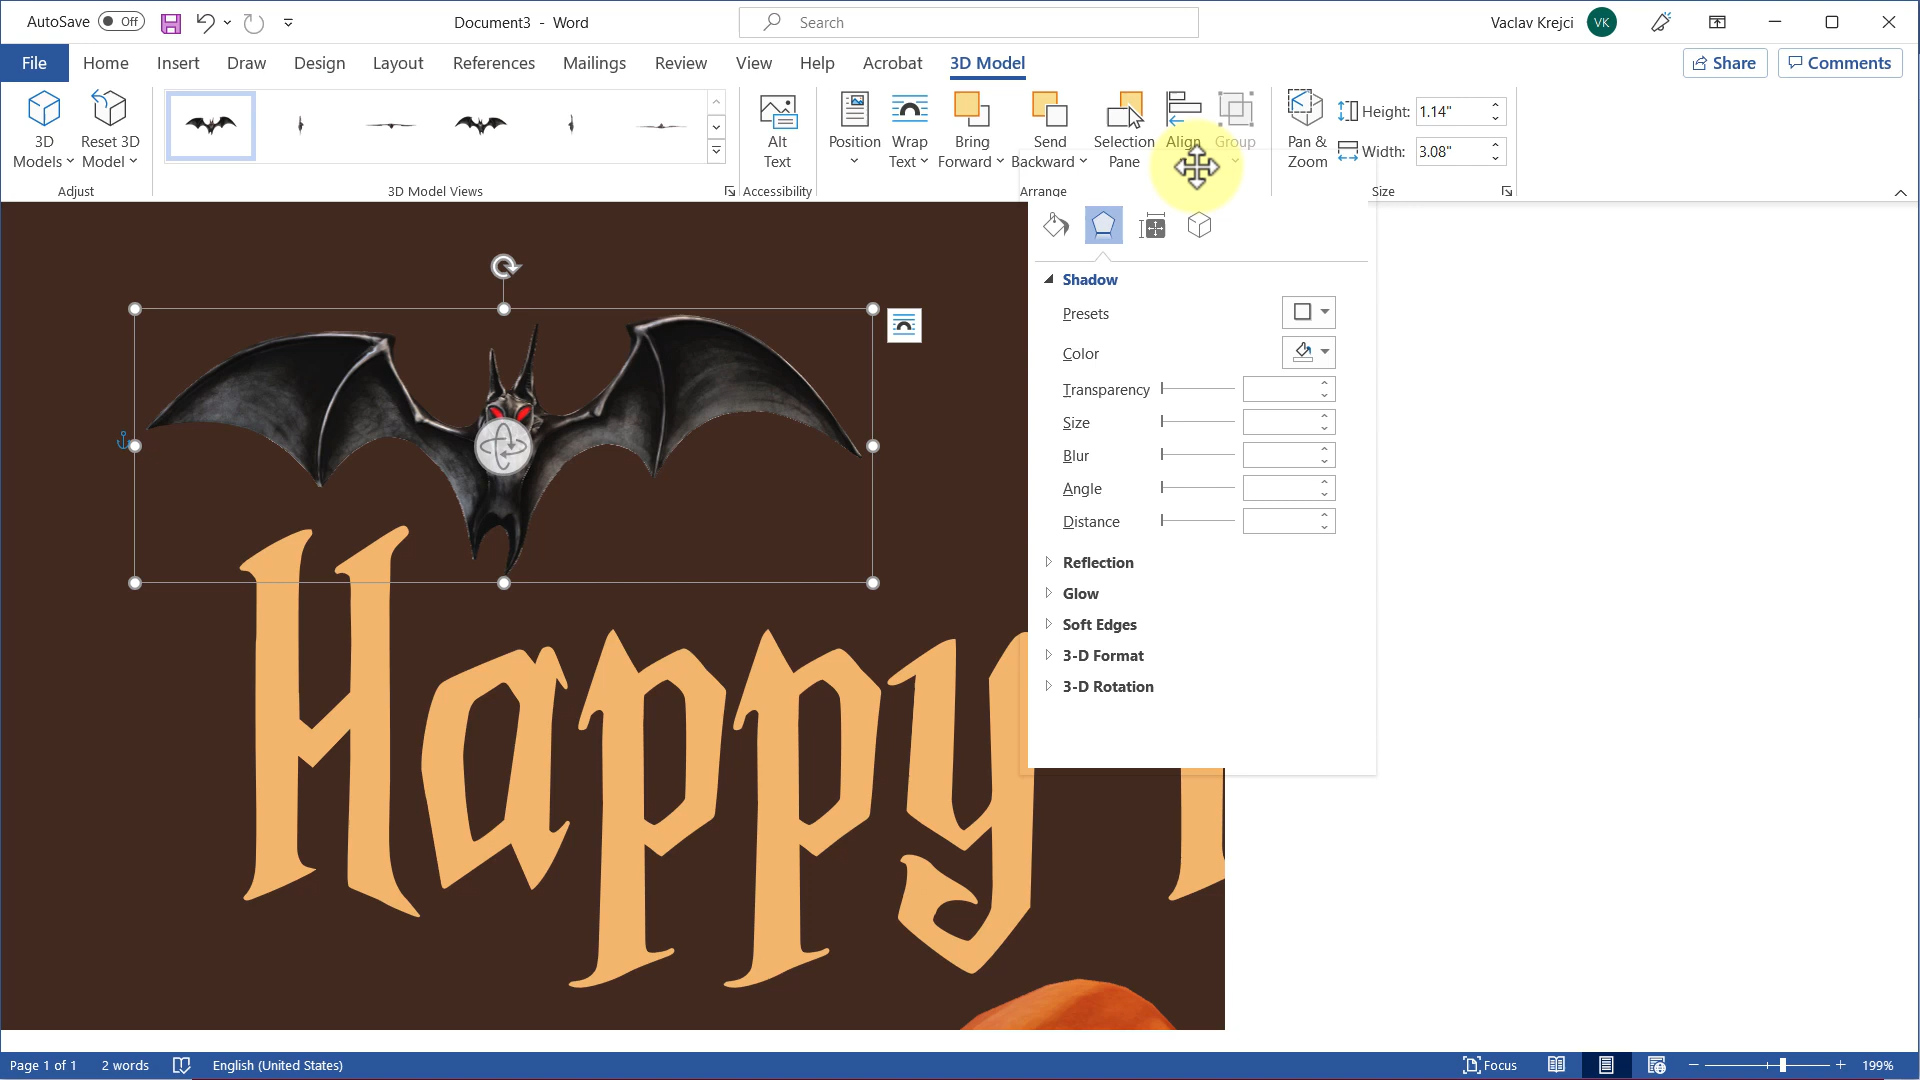 AutoSave Off
Document3 - Word
Search
Vaclav Krejci VK
File Home Insert Draw Design Layout References Mailings Review View Help Acrobat 3D Model
Share Comments
3D Models
Reset 3D Model
Adjust
3D Model Views
Alt Text
Accessibility
Position
Wrap Text
Bring Forward
Send Backward
Selection Pane
Align
Group
Arrange
Pan & Zoom
Height: 1.14"
Width: 3.08"
Size
Shadow
Presets
Color
Transparency
Size
Blur
Angle
Distance
Reflection
Glow
Soft Edges
3-D Format
3-D Rotation
Happy
Page 1 of 1 2 words English (United States) Focus 199%